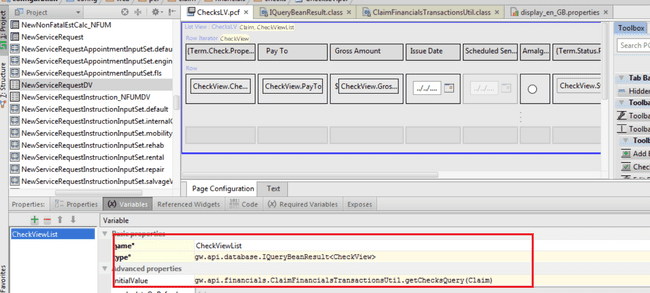 NewNonFatalEstCalc_NFUM
NewServiceRequest
NewServiceRequestAppointmentInputSet.defau
NewServiceRequestAppointmentInputSet.engin
NewServiceRequestAppointmentInputSet.fls
NewServiceRequestDV
NewServiceRequestInstruction_NFUMDV
NewServiceRequestInstructionInputSet.default
NewServiceRequestInstructionInputSet.internalC
NewServiceRequestInstructionInputSet.mobility
NewServiceRequestInstructionInputSet.rehab
NewServiceRequestInstructionInputSet.rental
NewServiceRequestInstructionInputSet.repair
NewServiceRequestInstructionInputSet.salvageV
1: Project
Z: Structure
Favorites
ChecksLV.pcf
IQueryBeanResult.class
ClaimFinancialsTransactionsUtil.class
display_en_GB.properties
List View : ChecksLV Claim, CheckViewList
Row Iterator CheckView
(Term.Check.Prope...
Pay To
Gross Amount
Issue Date
Scheduled Sen...
Amalg...
(Term.Status.P
Row
CheckView.Che...
CheckView.PayTo
CheckView.Gros...
../../....
../../....
CheckView.S
Toolbox
Search PC
Tab Ba
Hidden
Toolba
Toolba
Toolba
Toolb
Add
Check
Page Configuration
Text
Properties:
Properties
(x) Variables
Referenced Widgets
Code
Required Variables
Exposes
CheckViewList
Variable
Basic properties
name*
CheckViewList
type*
gw.api.database.IQueryBeanResult<CheckView>
Advanced properties
initialValue
gw.api.financials.ClaimFinancialsTransactionsUtil.getChecksQuery(Claim)